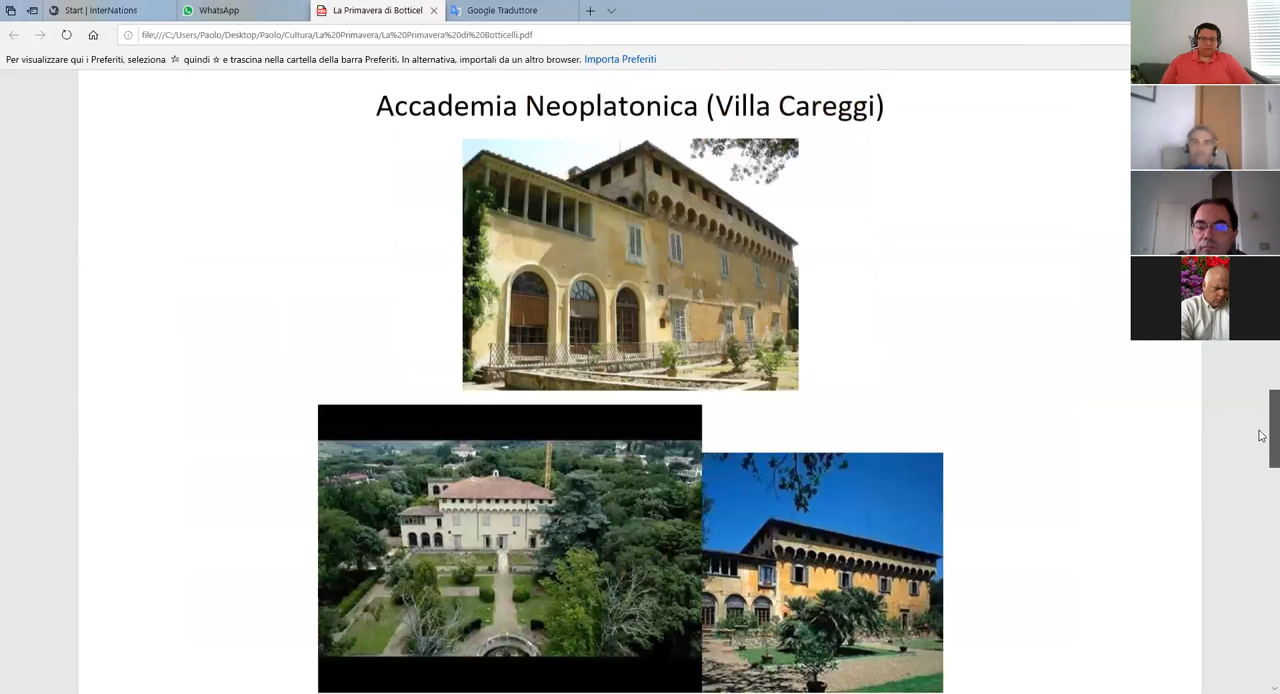 Start | InterNations
WhatsApp
La Primavera di Botticel
Google Traduttore
file:///C:/Users/Paolo/Desktop/Paolo/Cultura/La%20Primavera/La%20Primavera%20di%20Botticelli.pdf
Per visualizzare qui i Preferiti, seleziona quindi e trascina nella cartella della barra Preferiti. In alternativa, importali da un altro browser. Importa Preferiti
Accademia Neoplatonica (Villa Careggi)